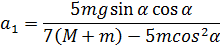 a₁ = 5mg sin α cos α / 7(M + m) − 5mcos²α